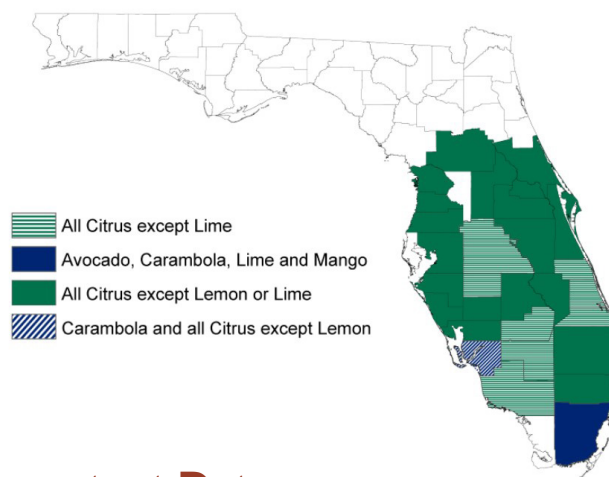 All Citrus except Lime
Avocado, Carambola, Lime and Mango
All Citrus except Lemon or Lime
Carambola and all Citrus except Lemon